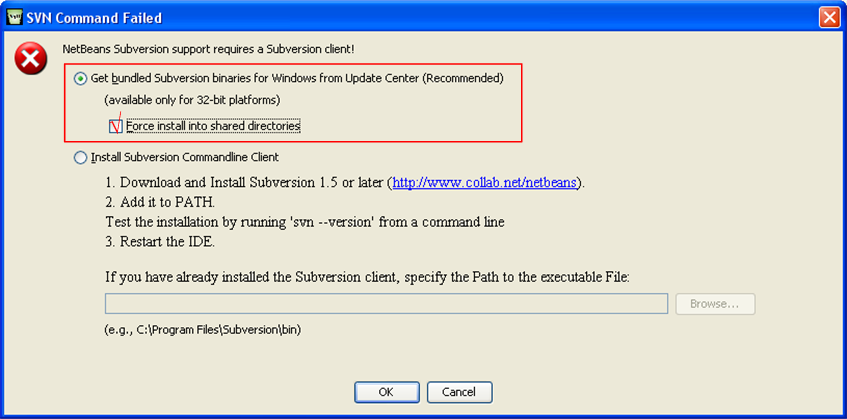 SVN Command Failed
NetBeans Subversion support requires a Subversion client!
Get bundled Subversion binaries for Windows from Update Center (Recommended)
(available only for 32-bit platforms)
Force install into shared directories
Install Subversion Commandline Client
1. Download and Install Subversion 1.5 or later (http://www.collab.net/netbeans).
2. Add it to PATH.
Test the installation by running 'svn --version' from a command line
3. Restart the IDE.
If you have already installed the Subversion client, specify the Path to the executable File:
Browse...
(e.g., C:\Program Files\Subversion\bin)
OK Cancel